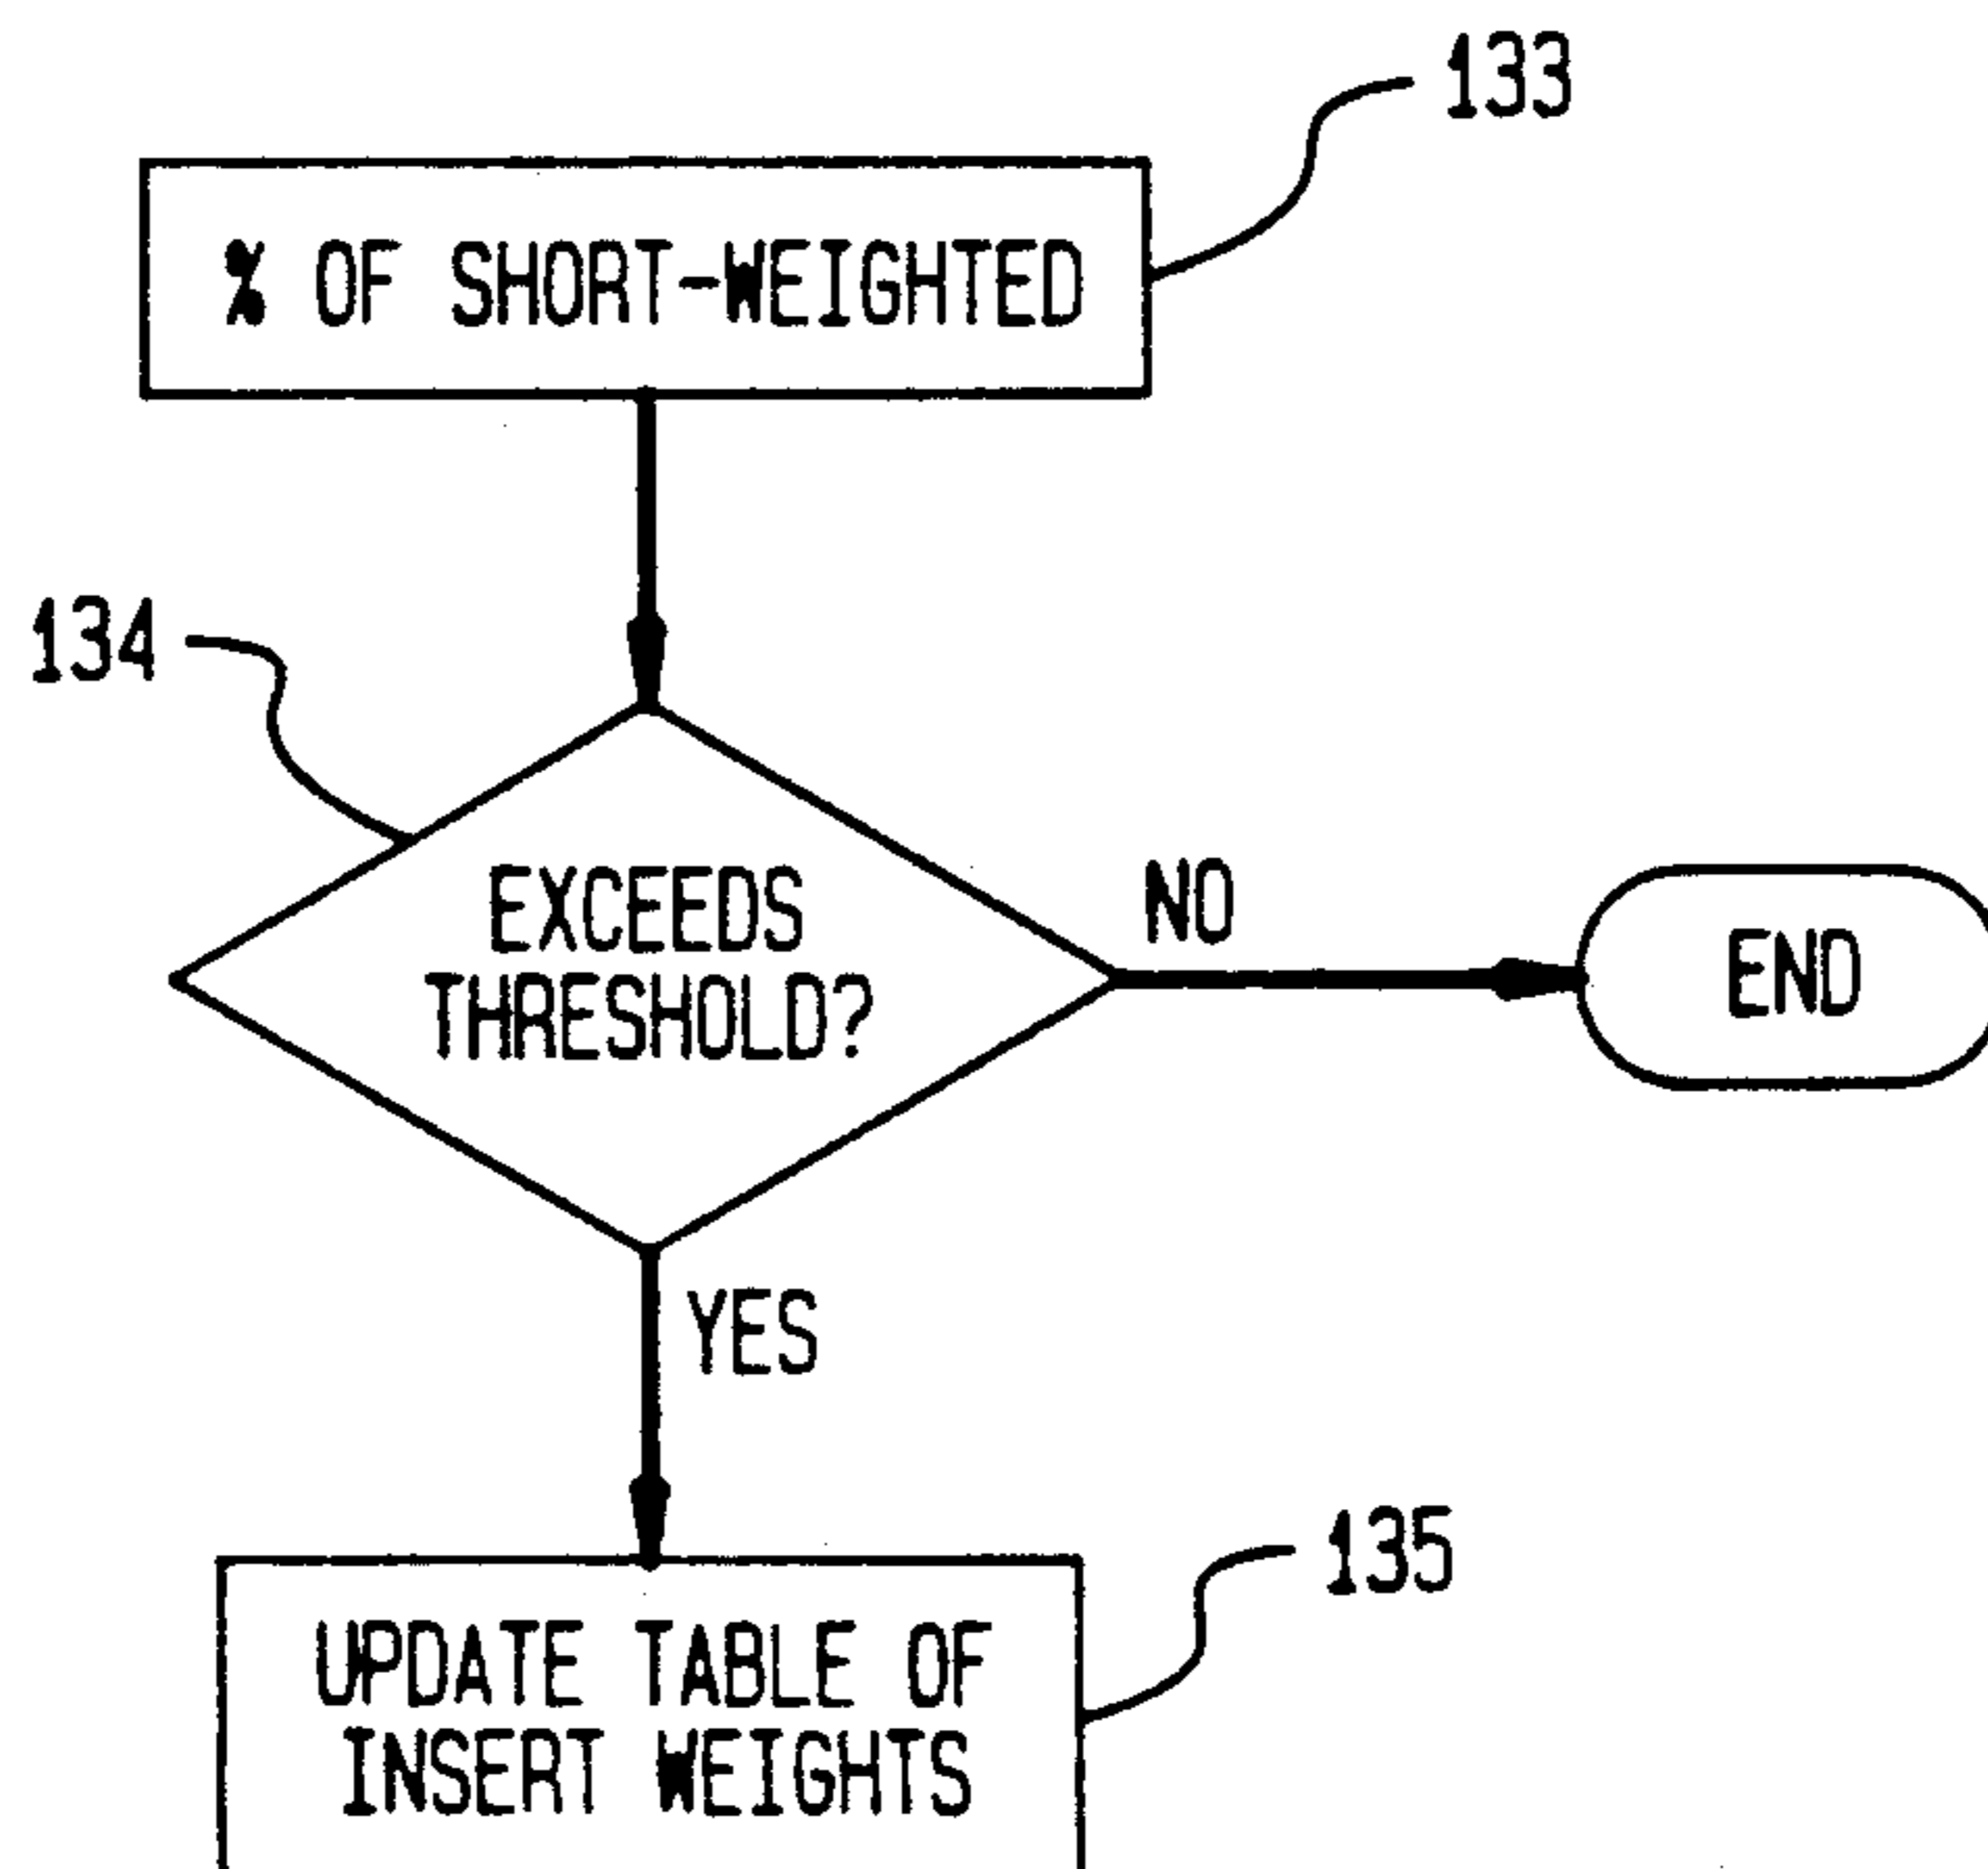 133
% OF SHORT-WEIGHTED
134
EXCEEDS
THRESHOLD?
NO
END
YES
135
UPDATE TABLE OF
INSERT WEIGHTS